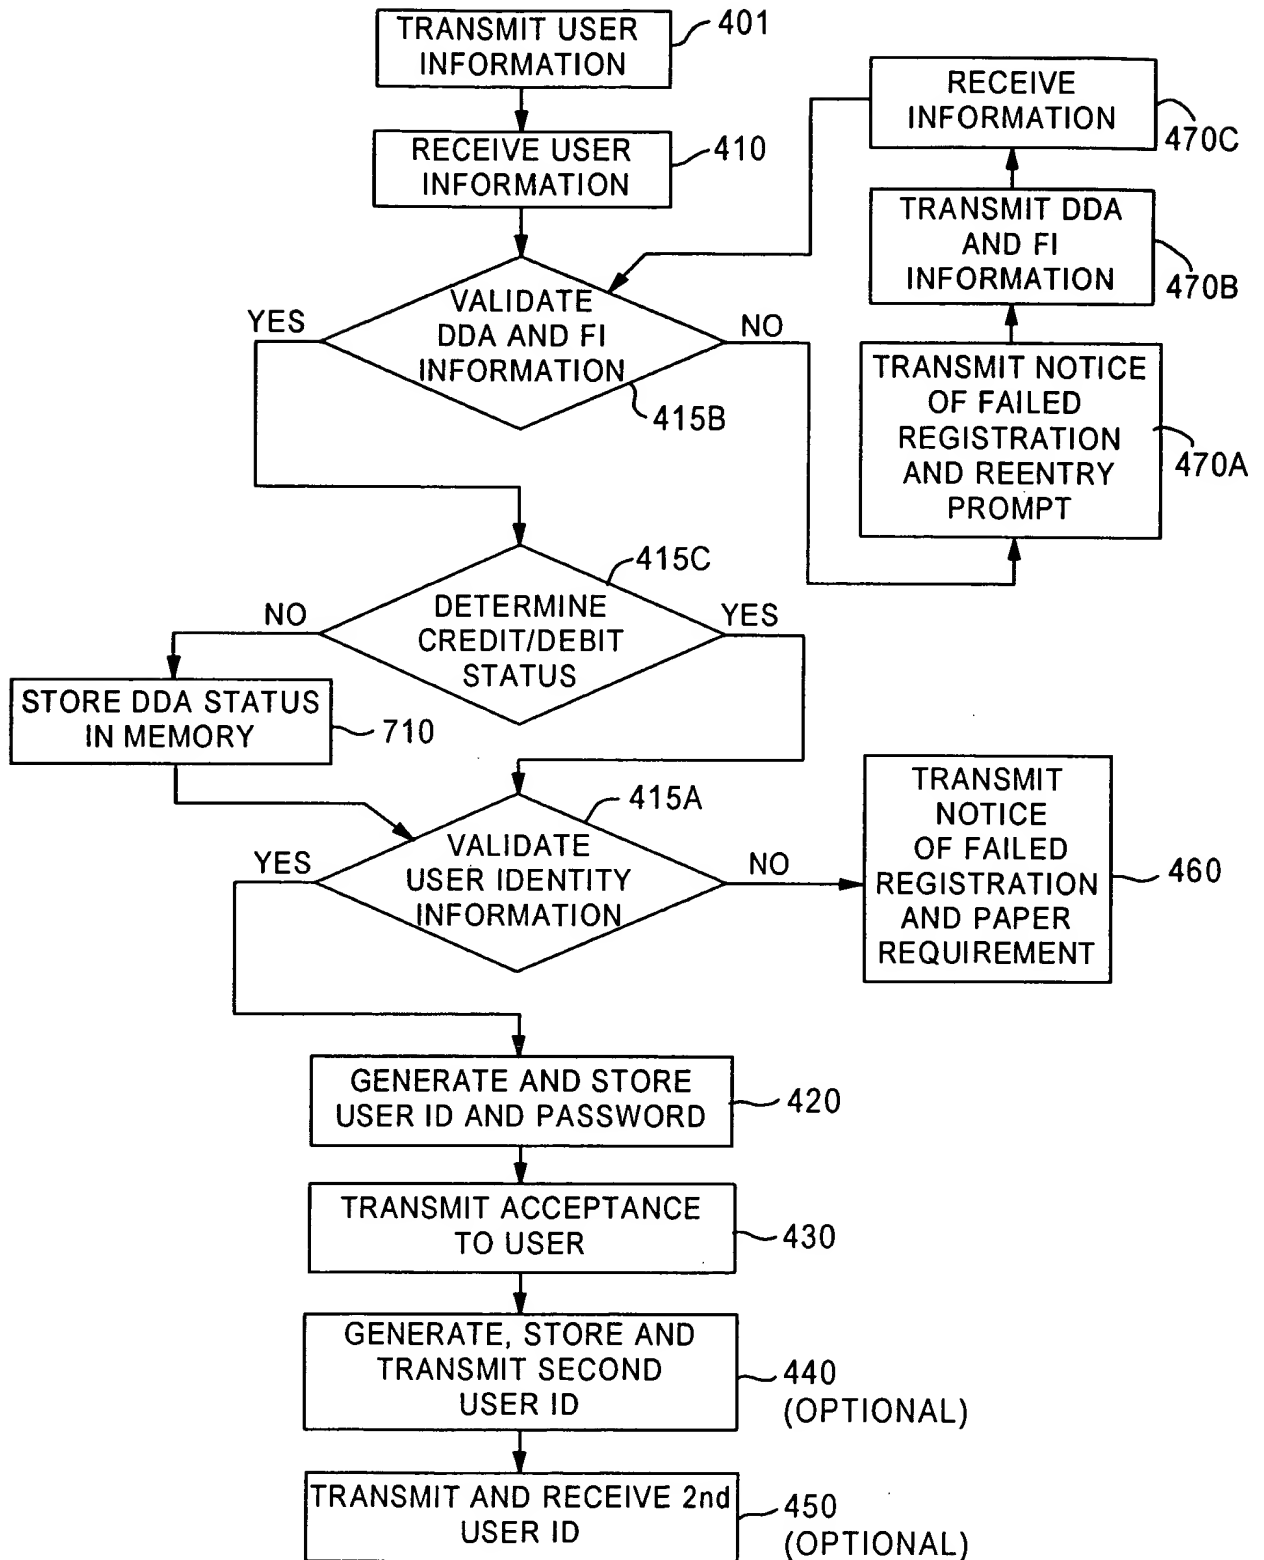 TRANSMIT USER
INFORMATION
401
RECEIVE USER
INFORMATION
410
RECEIVE
INFORMATION
470C
TRANSMIT DDA
AND FI
INFORMATION
470B
TRANSMIT NOTICE
OF FAILED
REGISTRATION
AND REENTRY
PROMPT
470A
YES
VALIDATE
DDA AND FI
INFORMATION
NO
415B
415C
NO
DETERMINE
CREDIT/DEBIT
STATUS
YES
STORE DDA STATUS
IN MEMORY
710
415A
YES
VALIDATE
USER IDENTITY
INFORMATION
NO
TRANSMIT
NOTICE
OF FAILED
REGISTRATION
AND PAPER
REQUIREMENT
460
GENERATE AND STORE
USER ID AND PASSWORD
420
TRANSMIT ACCEPTANCE
TO USER
430
GENERATE, STORE AND
TRANSMIT SECOND
USER ID
440
(OPTIONAL)
TRANSMIT AND RECEIVE 2nd
USER ID
450
(OPTIONAL)